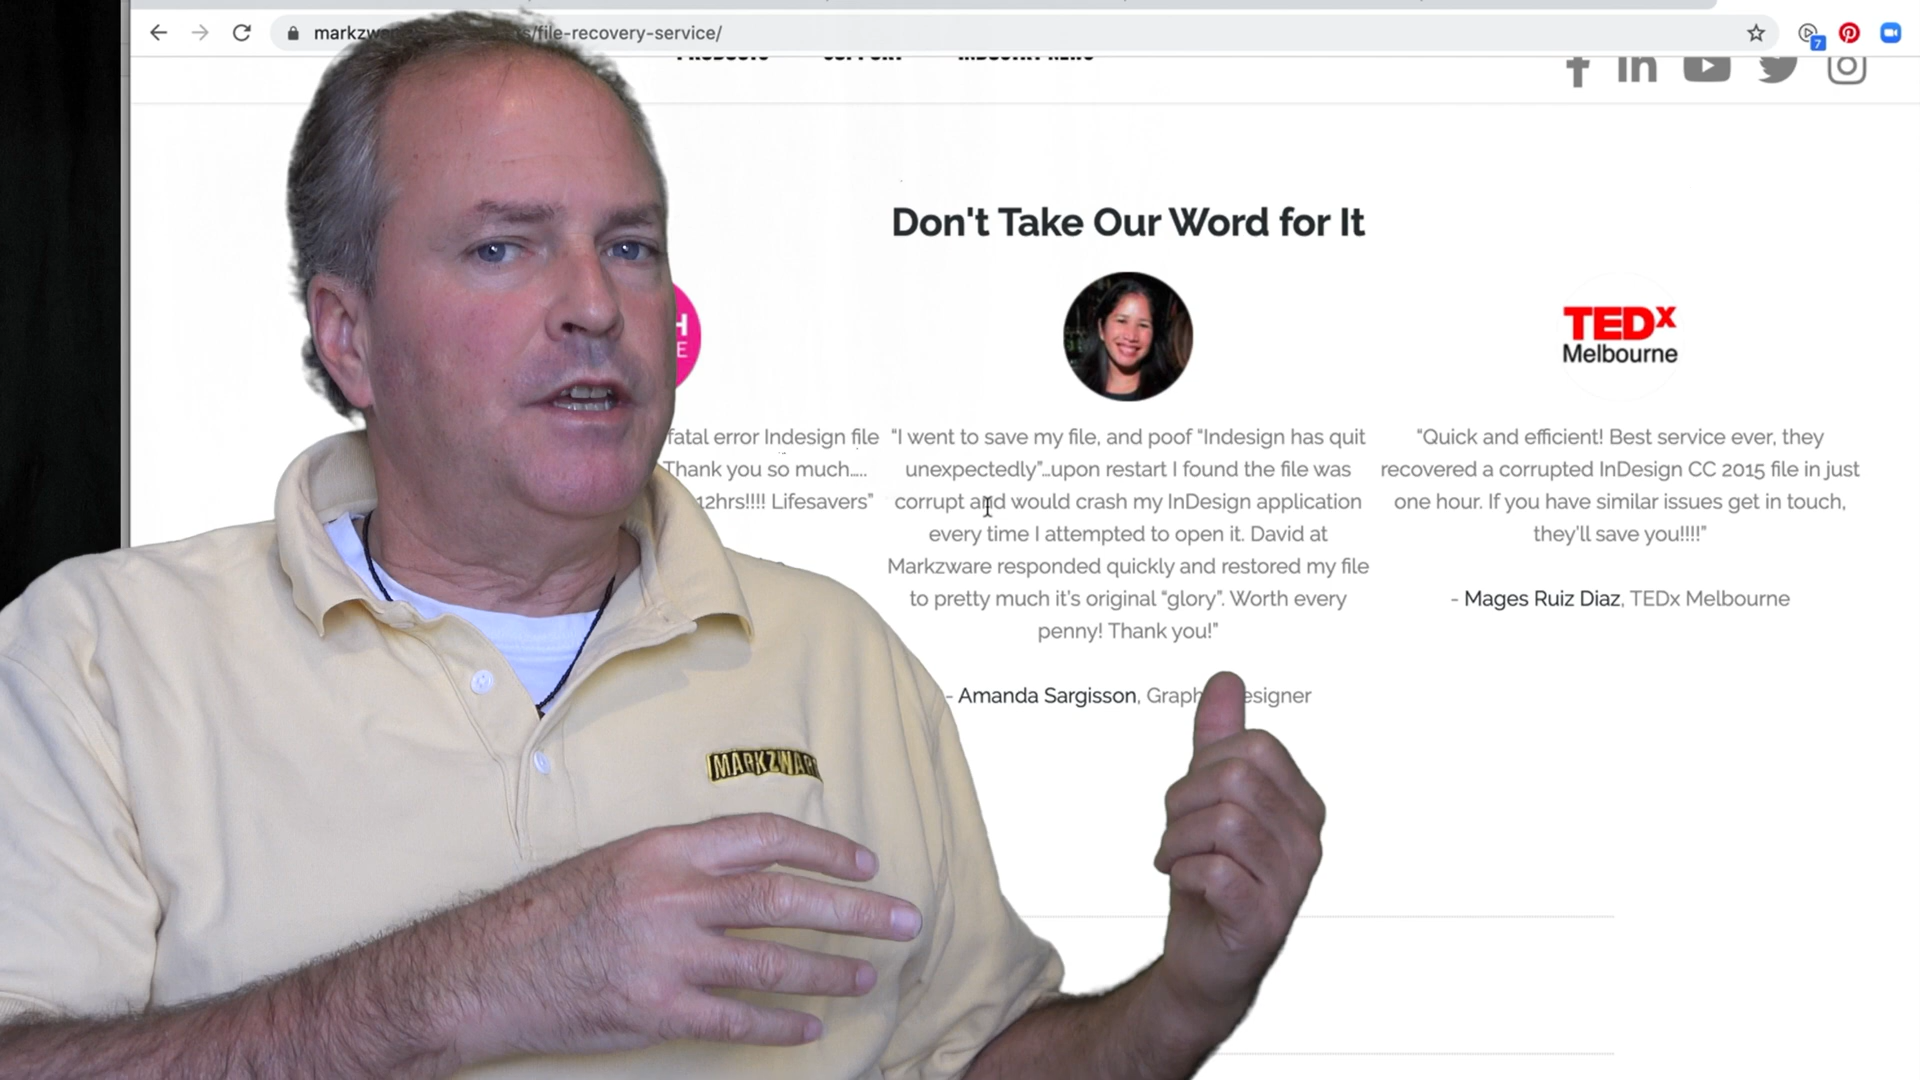 /file-recovery-service/
7
Don't Take Our Word for It
fatal error Indesign file
Thank you so much.....
12hrs!!!! Lifesavers”
“I went to save my file, and poof “Indesign has quit
unexpectedly”...upon restart I found the file was
corrupt and would crash my InDesign application
every time I attempted to open it. David at
Markzware responded quickly and restored my file
to pretty much it's original “glory”. Worth every
penny! Thank you!”
- Amanda Sargisson,
TEDx
Melbourne
“Quick and efficient! Best service ever, they
recovered a corrupted InDesign CC 2015 file in just
one hour. If you have similar issues get in touch,
they'll save you!!!!”
- Mages Ruiz Diaz, TEDx Melbourne
MARKZWAR